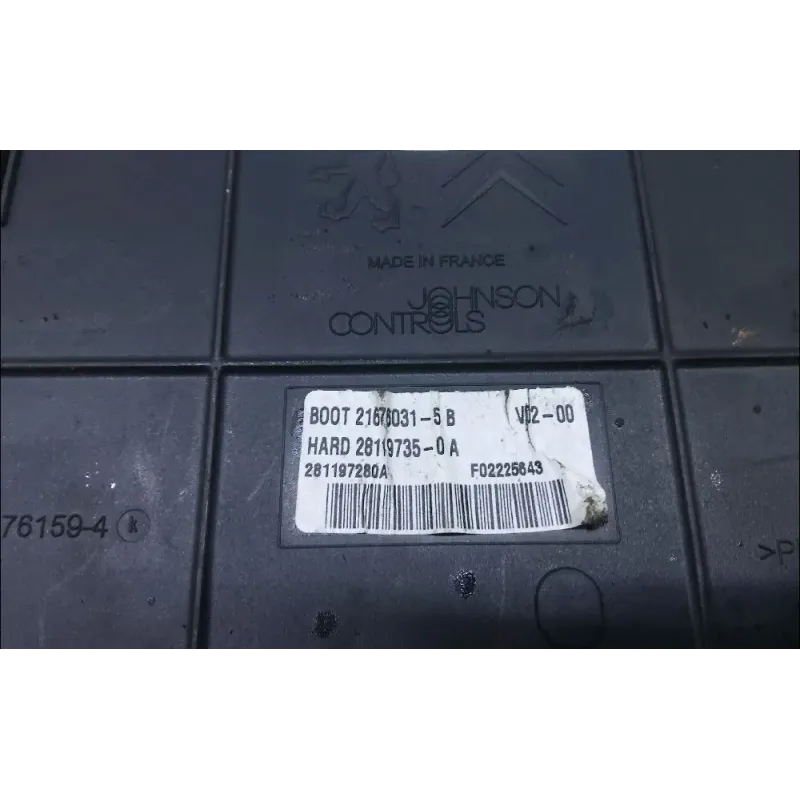 MADE IN FRANCE
JOHNSON
CONTROLS
BOOT 21676031-5 B V02-00
HARD 28119735-0 A
281197280A F02225643
76159-4 k
>P